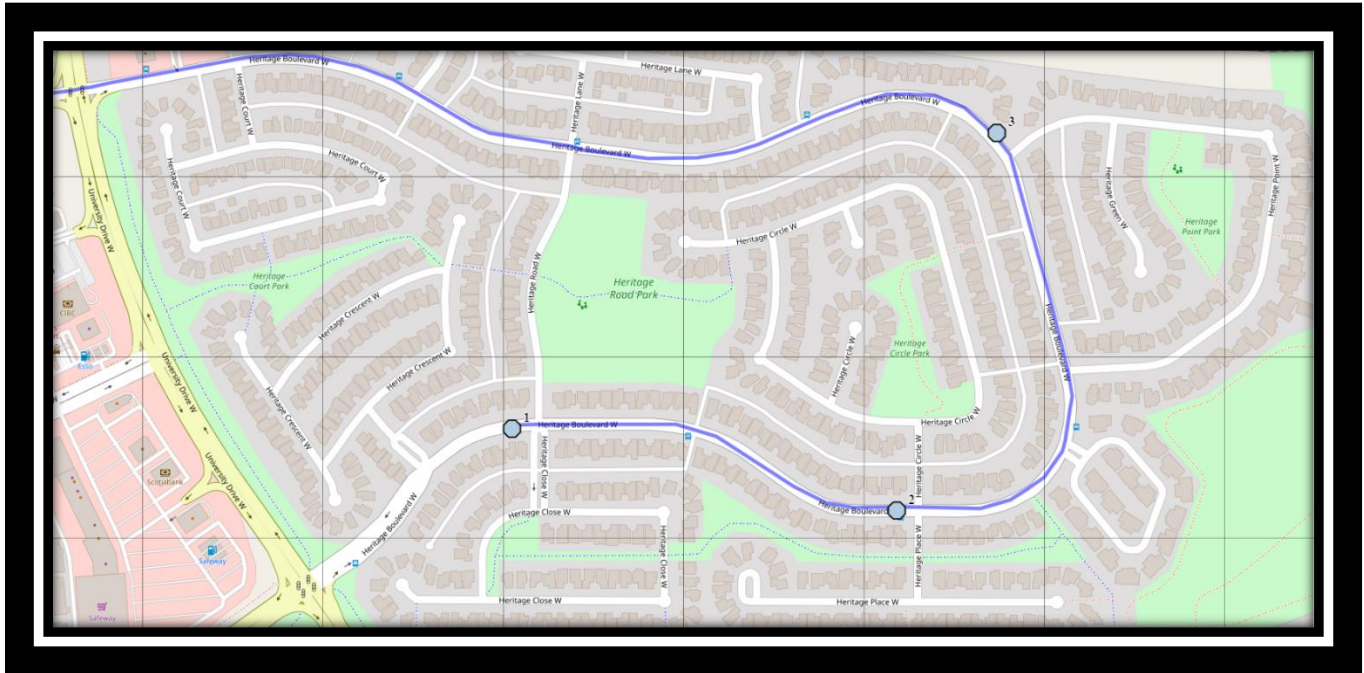 Heritage Boulevard W
Heritage Lane W
Heritage Boulevard W
3
Heritage Court W
Heritage Lane W
Heritage Boulevard W
Heritage Court W
Heritage Court W
University Drive W
Heritage Green W
Heritage Point W
Heritage
Point Park
Heritage Circle W
Heritage
Court Park
Heritage Road W
Heritage
Road Park
CIBC
Esso
Heritage Crescent W
Heritage Boulevard W
Heritage
Circle Park
Heritage Circle W
University Drive W
Heritage Crescent W
Heritage Crescent W
1
Heritage Boulevard W
Heritage Circle W
Heritage Close W
Heritage Circle W
Scotiabank
University Drive W
2
Heritage Boulevard
Heritage Close W
Heritage Boulevard W
Safeway
Heritage Close W
Heritage Place W
Heritage Close W
Heritage Place W
Safeway